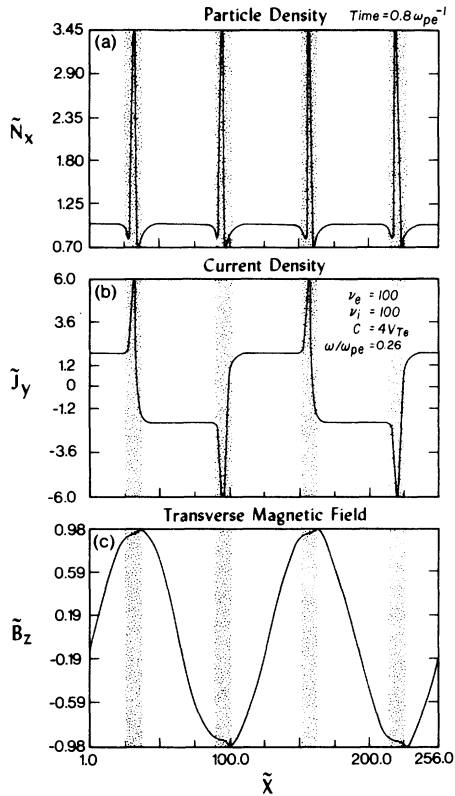 Particle Density Time=0.8 ω_pe^-1
(a)
3.45
2.90
2.35
1.80
1.25
0.70
Ñ_x
Current Density
(b)
6.0
3.6
1.2
0
-1.2
-3.6
-6.0
J̃_y
ν_e = 100
ν_i = 100
C = 4V_Te
ω/ω_pe = 0.26
Transverse Magnetic Field
(c)
0.98
0.59
0.19
-0.19
-0.59
-0.98
B̃_z
1.0 100.0 200.0 256.0
X̃